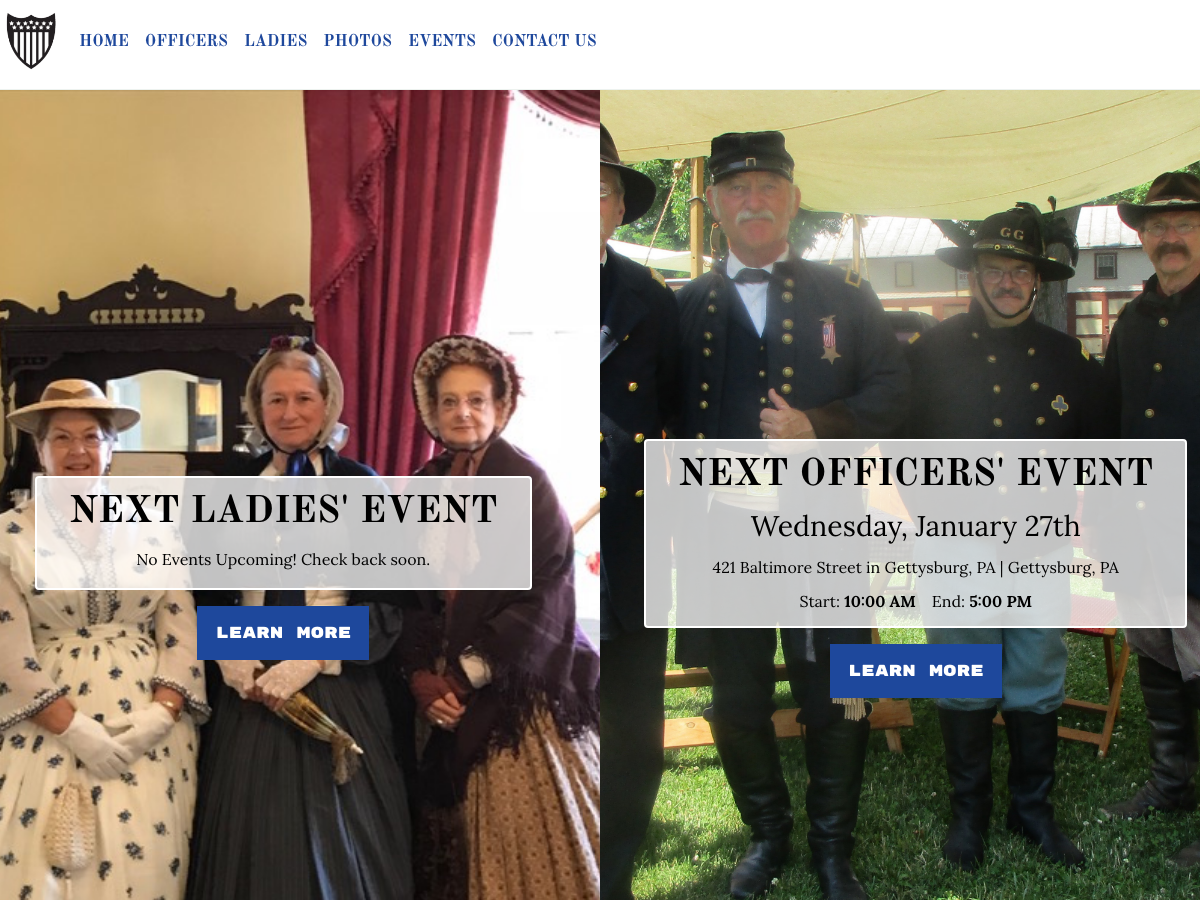 HOME OFFICERS LADIES PHOTOS EVENTS CONTACT US
NEXT LADIES' EVENT
No Events Upcoming! Check back soon.
LEARN MORE
GG
NEXT OFFICERS' EVENT
Wednesday, January 27th
421 Baltimore Street in Gettysburg, PA | Gettysburg, PA
Start: 10:00 AM End: 5:00 PM
LEARN MORE